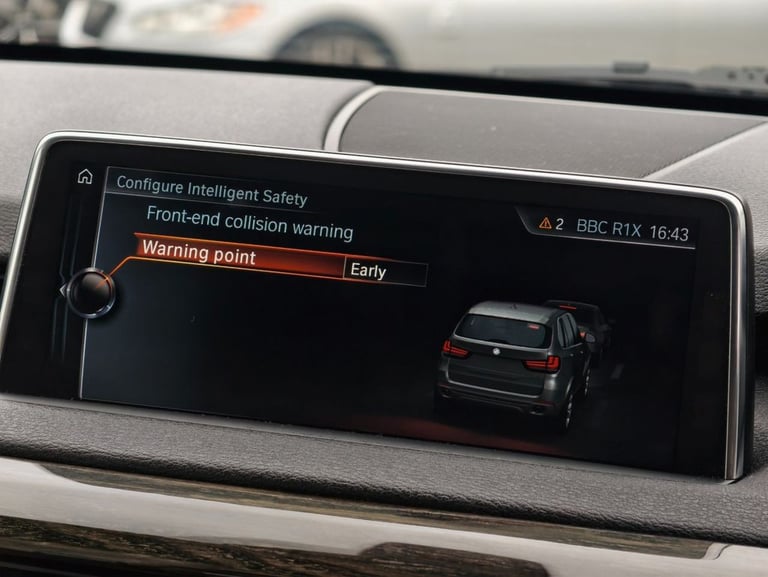 Configure Intelligent Safety
2 BBC R1X 16:43
Front-end collision warning
Warning point Early